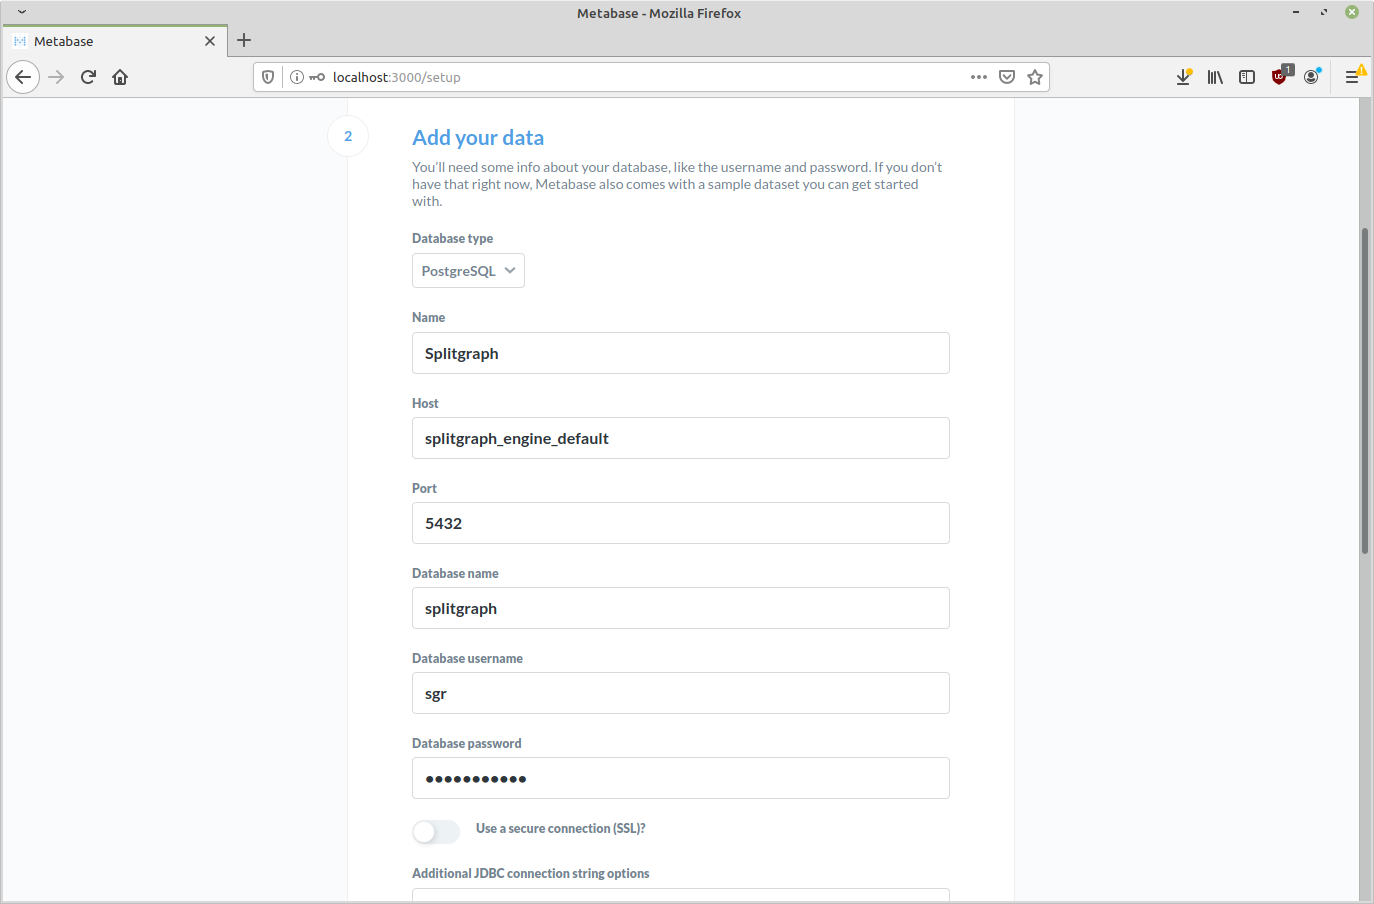 Metabase - Mozilla Firefox
Metabase
localhost:3000/setup
1
2
Add your data
You'll need some info about your database, like the username and password. If you don't
have that right now, Metabase also comes with a sample dataset you can get started
with.
Database type
PostgreSQL
Name
Splitgraph
Host
splitgraph_engine_default
Port
5432
Database name
splitgraph
Database username
sgr
Database password
•••••••••••
Use a secure connection (SSL)?
Additional JDBC connection string options